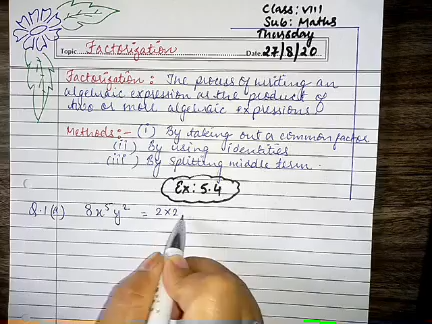 Class: VIII
Sub: Maths
Thursday
Topic Factorization Date 27/8/20
Factorization: The process of writing an
algebraic expression as the product of
two or more algebraic expressions.
Methods:- (i) By taking out a common factor
(ii) By using identities
(iii) By splitting middle term.
Ex: 5.4
Q.1(a) 8x⁵y² = 2×2